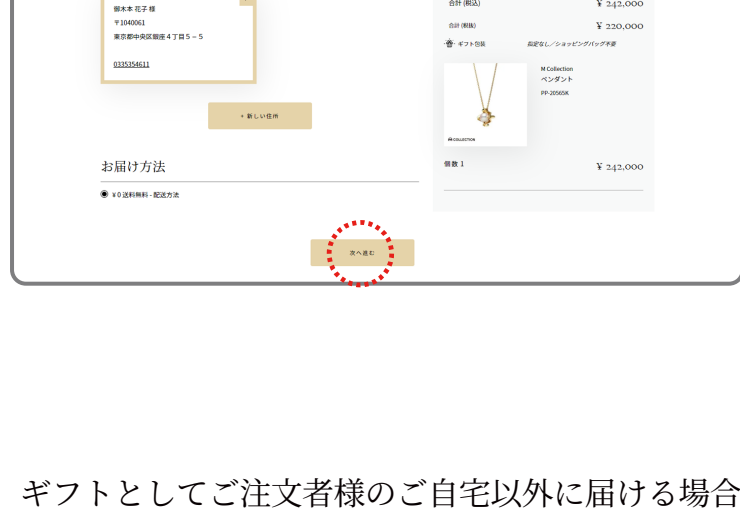 御木本 花子 様
〒1040061
東京都中央区銀座４丁目５－５
0335354611
+ 新しい住所
お届け方法
¥ 0 送料無料 - 配送方法
合計 (税込)
¥ 242,000
合計 (税抜)
¥ 220,000
ギフト包装
指定なし／ショッピングバッグ不要
M Collection
ペンダント
PP-20565K
M COLLECTION
個数 1
¥ 242,000
次へ進む
ギフトとしてご注文者様のご自宅以外に届ける場合